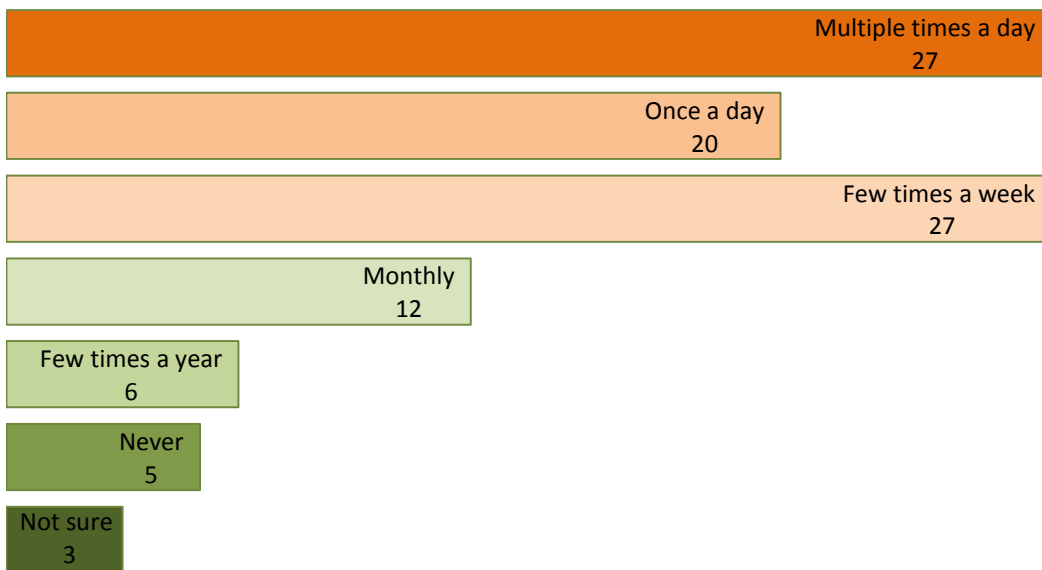 Multiple times a day
27
Once a day
20
Few times a week
27
Monthly
12
Few times a year
6
Never
5
Not sure
3